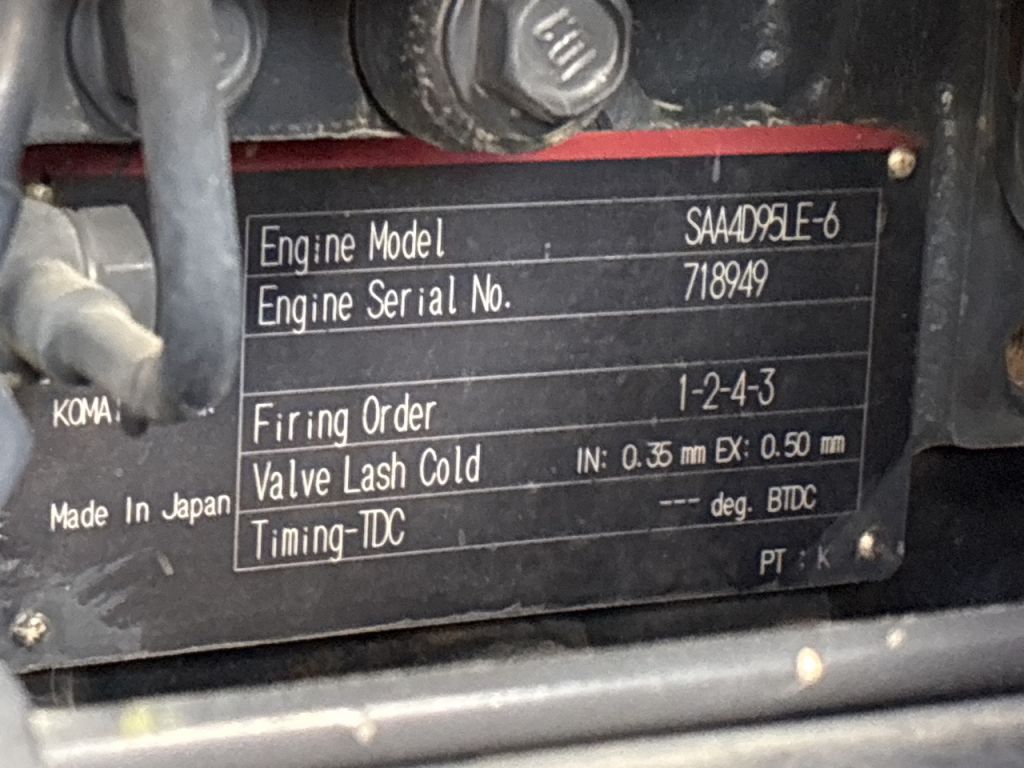 Engine Model SAA4D95LE-6
Engine Serial No. 718949
Firing Order 1-2-4-3
KOMA
Valve Lash Cold IN: 0.35 mm EX: 0.50 mm
Made In Japan
Timing-TDC --- deg. BTDC
PT : K